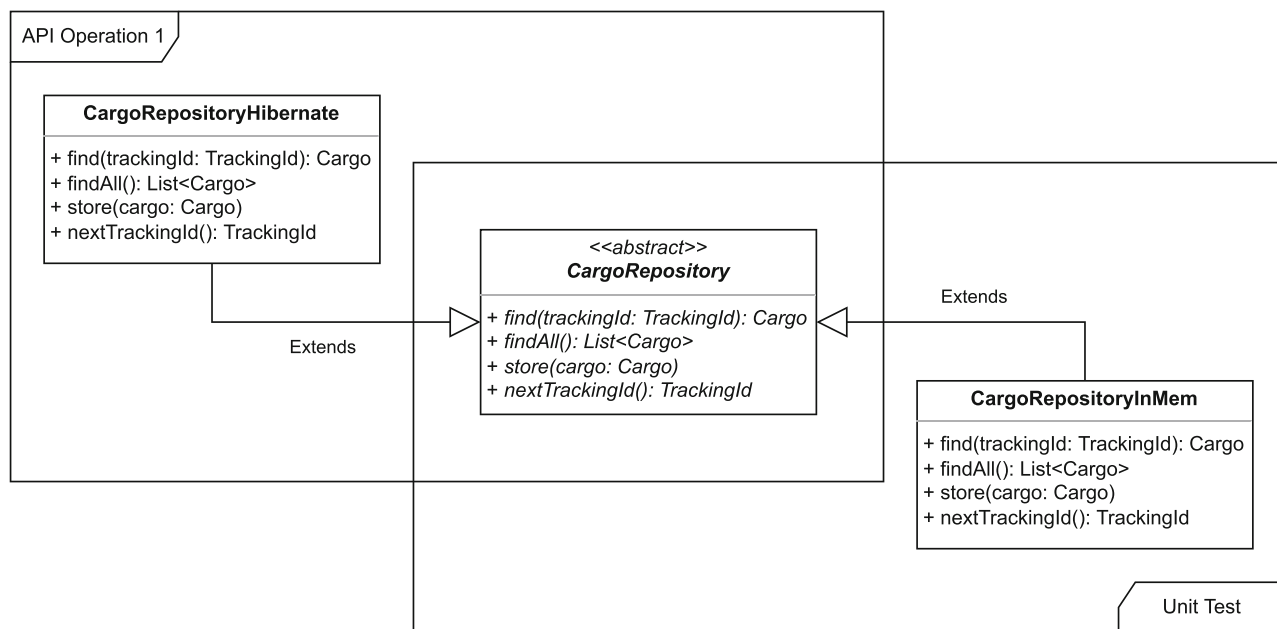 API Operation 1
CargoRepositoryHibernate
+ find(trackingId: TrackingId): Cargo
+ findAll(): List<Cargo>
+ store(cargo: Cargo)
+ nextTrackingId(): TrackingId
Extends
<<abstract>>
CargoRepository
+ find(trackingId: TrackingId): Cargo
+ findAll(): List<Cargo>
+ store(cargo: Cargo)
+ nextTrackingId(): TrackingId
Extends
CargoRepositoryInMem
+ find(trackingId: TrackingId): Cargo
+ findAll(): List<Cargo>
+ store(cargo: Cargo)
+ nextTrackingId(): TrackingId
Unit Test